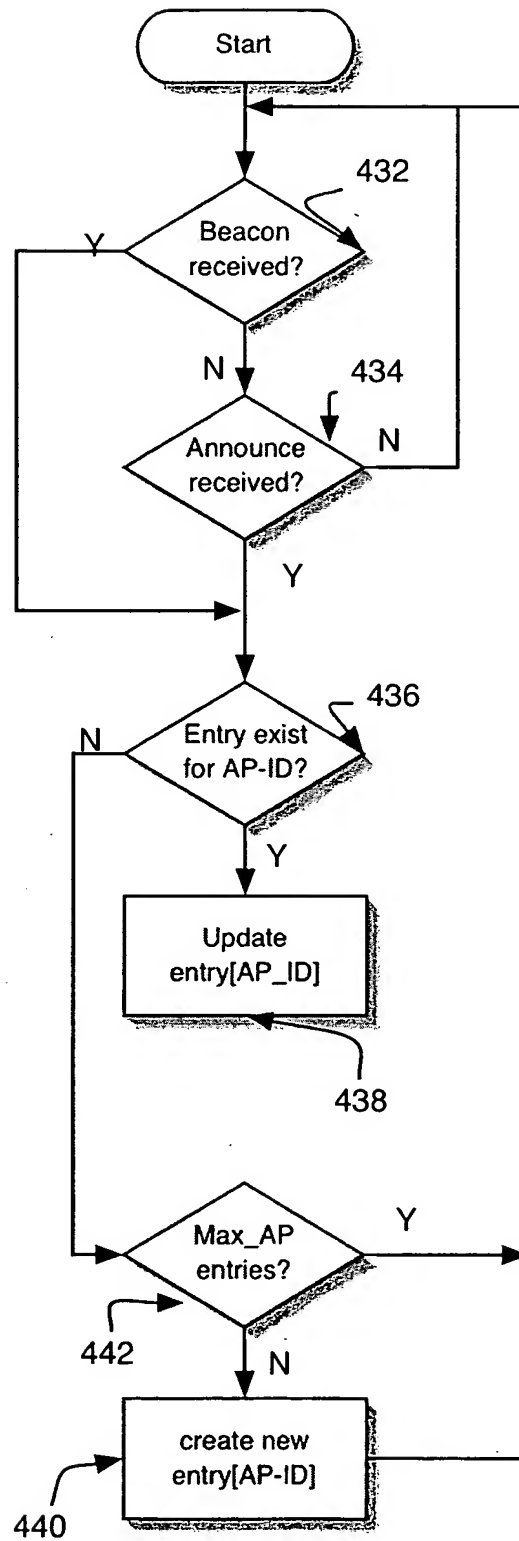 Start
432
Beacon
received?
Y
N
434
Announce
received?
N
Y
436
Entry exist
for AP-ID?
N
Y
Update
entry[AP_ID]
438
Max_AP
entries?
Y
442
N
create new
entry[AP-ID]
440